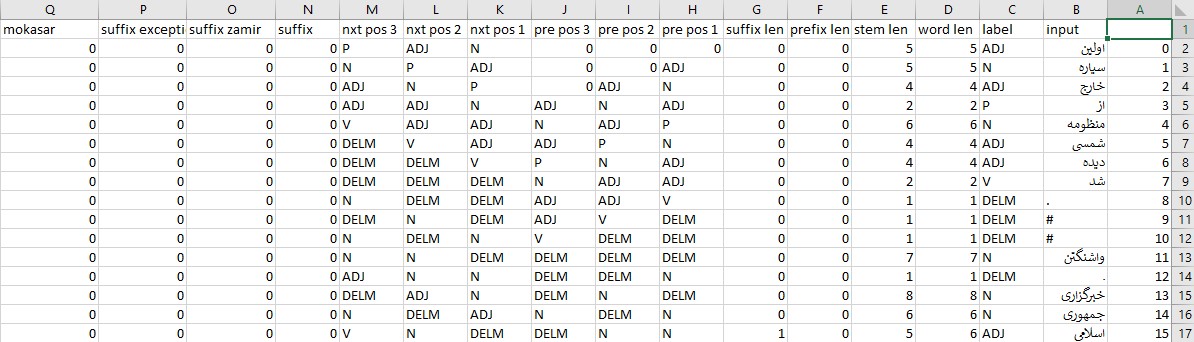 Q P O N M L K J I H G F E D C B A
mokasar suffix excepti suffix zamir suffix nxt pos 3 nxt pos 2 nxt pos 1 pre pos 3 pre pos 2 pre pos 1 suffix len prefix len stem len word len label input 1
0 0 0 0 P ADJ N 0 0 0 0 0 5 5 ADJ اولین 0 2
0 0 0 0 N P ADJ 0 0 ADJ 0 0 5 5 N سیاره 1 3
0 0 0 0 ADJ N P 0 ADJ N 0 0 4 4 ADJ خارج 2 4
0 0 0 0 ADJ ADJ N ADJ N ADJ 0 0 2 2 P از 3 5
0 0 0 0 V ADJ ADJ N ADJ P 0 0 6 6 N منظومه 4 6
0 0 0 0 DELM V ADJ ADJ P N 0 0 4 4 ADJ شمسی 5 7
0 0 0 0 DELM DELM V P N ADJ 0 0 4 4 ADJ دیده 6 8
0 0 0 0 DELM DELM DELM N ADJ ADJ 0 0 2 2 V شد 7 9
0 0 0 0 N DELM DELM ADJ ADJ V 0 0 1 1 DELM . 8 10
0 0 0 0 DELM N DELM ADJ V DELM 0 0 1 1 DELM # 9 11
0 0 0 0 N DELM N V DELM DELM 0 0 1 1 DELM # 10 12
0 0 0 0 N N DELM DELM DELM DELM 0 0 7 7 N واشنگتن 11 13
0 0 0 0 ADJ N N DELM DELM N 0 0 1 1 DELM . 12 14
0 0 0 0 DELM ADJ N DELM N DELM 0 0 8 8 N خبرگزاری 13 15
0 0 0 0 N DELM ADJ N DELM N 0 0 6 6 N جمهوری 14 16
0 0 0 0 V N DELM DELM N N 1 0 5 6 ADJ اسلامی 15 17